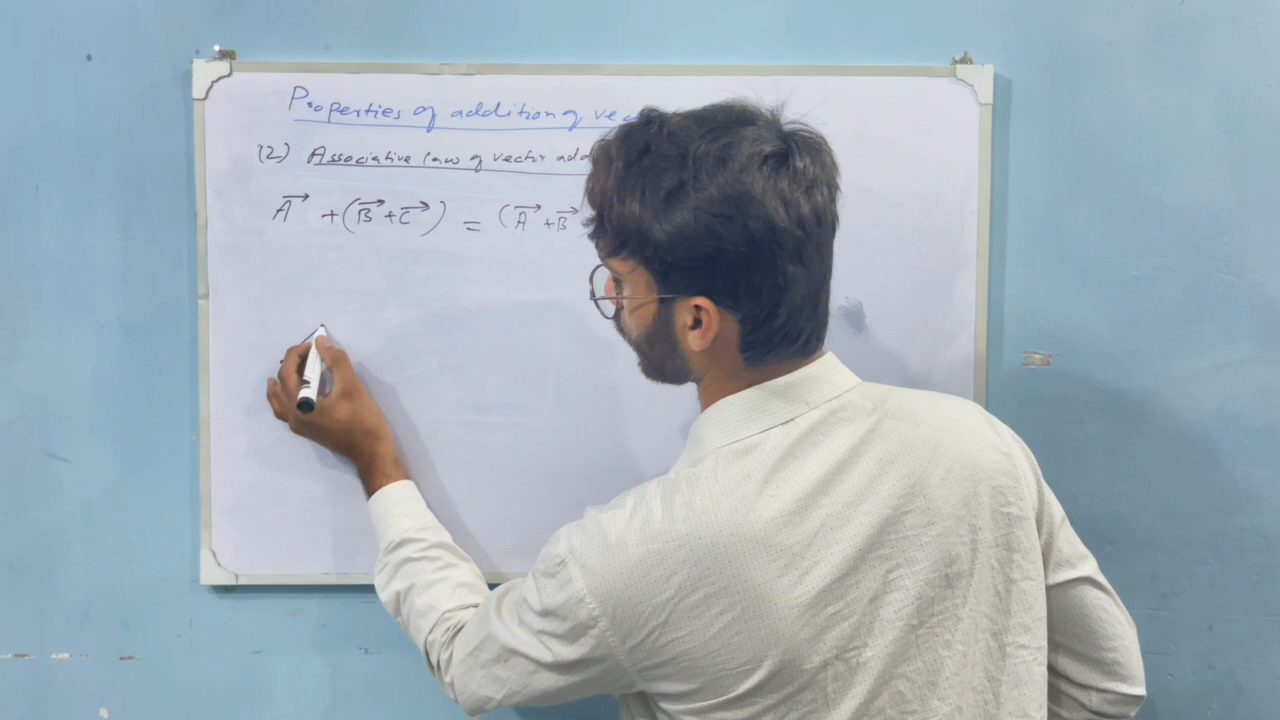 Properties of addition of
(2) Associative law of vector
A⃗ + (B⃗ + C⃗) = (A⃗ + B⃗